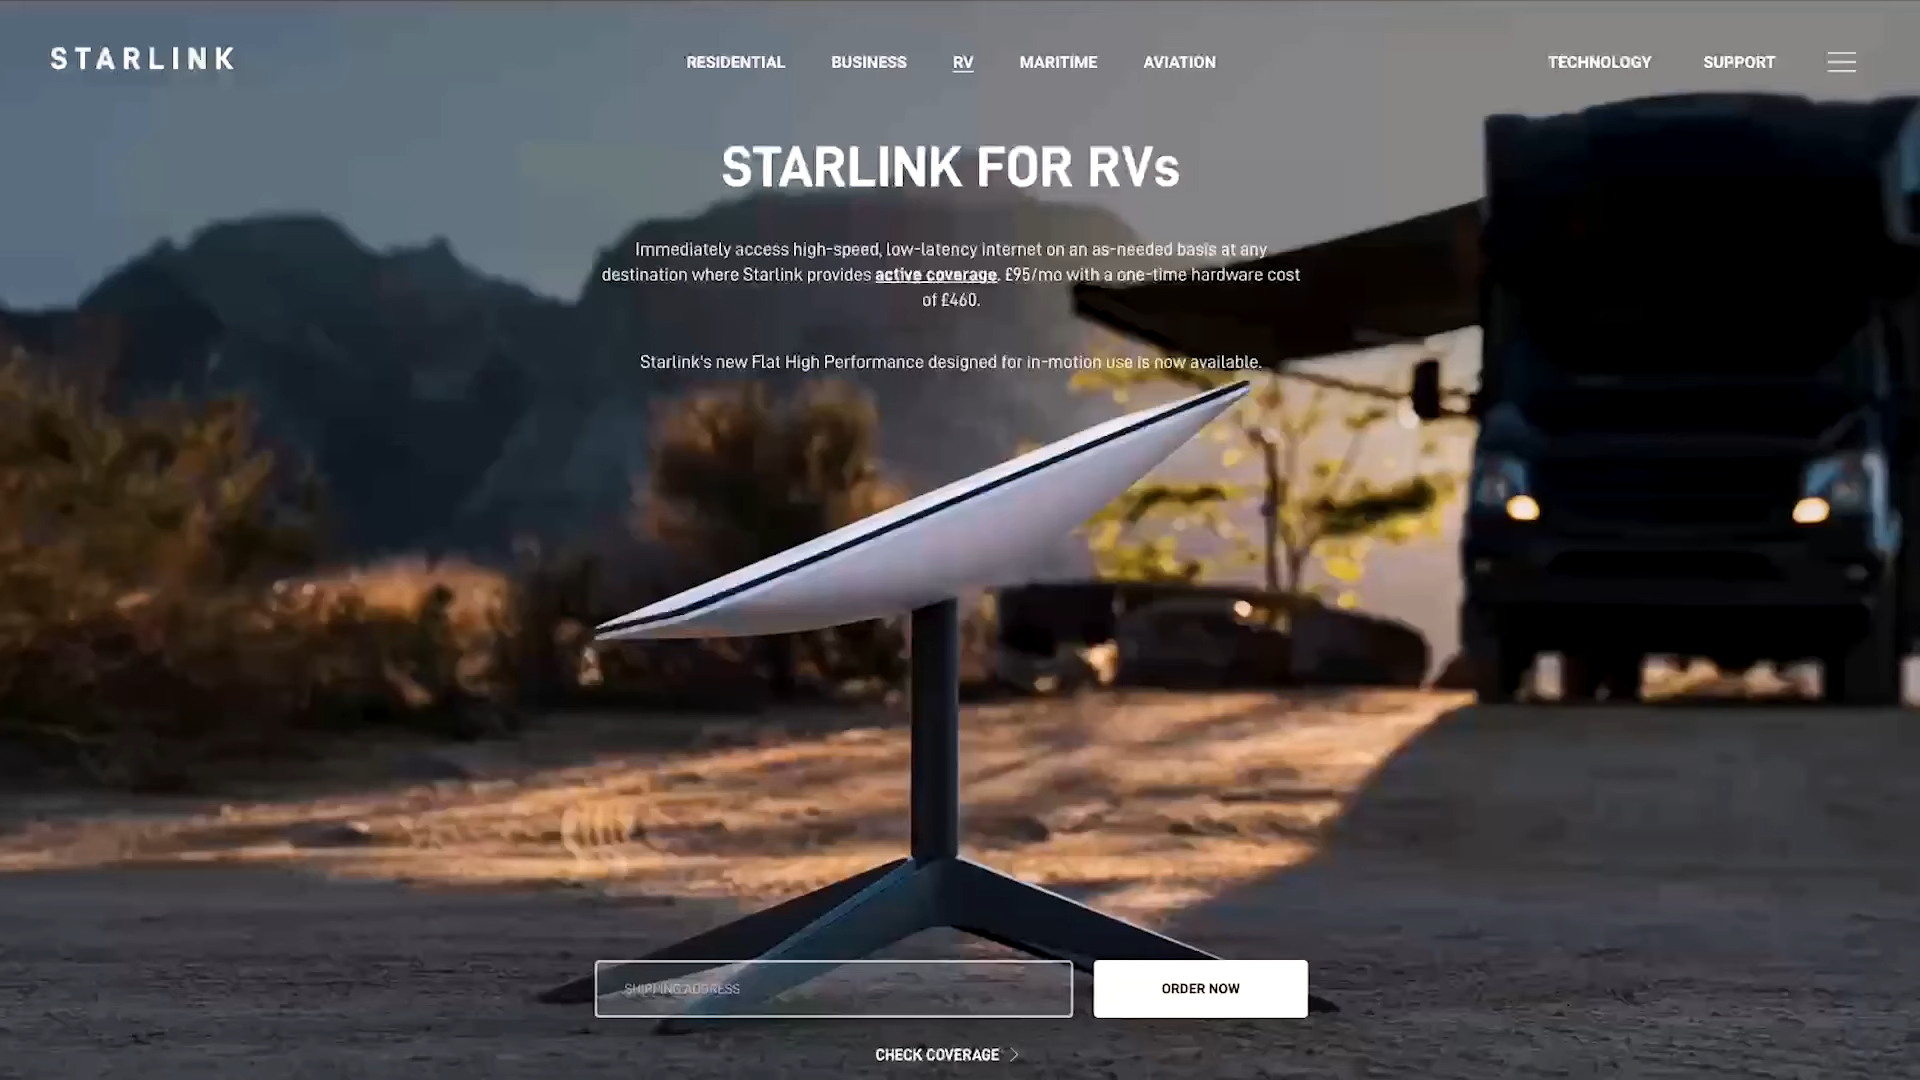 STARLINK
RESIDENTIAL BUSINESS RV MARITIME AVIATION
TECHNOLOGY SUPPORT
STARLINK FOR RVs
Immediately access high-speed, low-latency internet on an as-needed basis at any
destination where Starlink provides active coverage. £95/mo with a one-time hardware cost
of £460.
Starlink's new Flat High Performance designed for in-motion use is now available.
SHIPPING ADDRESS
ORDER NOW
CHECK COVERAGE